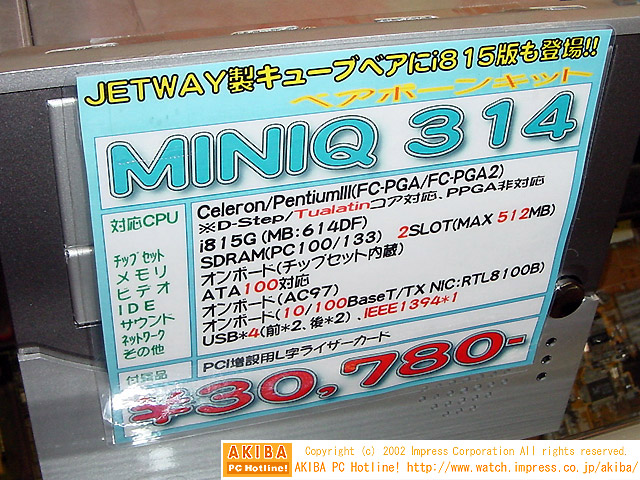 JETWAY製キューブベアにi815版も登場!!
ベアボーンキット
MINIQ 314
対応CPU Celeron/PentiumIII(FC-PGA/FC-PGA2)
※D-Step/Tualatinコア対応、PPGA非対応
チップセット i815G (MB:614DF)
メモリ SDRAM(PC100/133) 2SLOT(MAX 512MB)
ビデオ オンボード(チップセット内蔵)
IDE ATA100対応
サウンド オンボード(AC97)
ネットワーク オンボード(10/100BaseT/TX NIC:RTL8100B)
その他 USB*4(前*2、後*2)、IEEE1394*1
付属品 PCI増設用L字ライザーカード
¥30,780-
AKIBA PC Hotline!
Copyright (c) 2002 Impress Corporation All rights reserved.
AKIBA PC Hotline! http://www.watch.impress.co.jp/akiba/